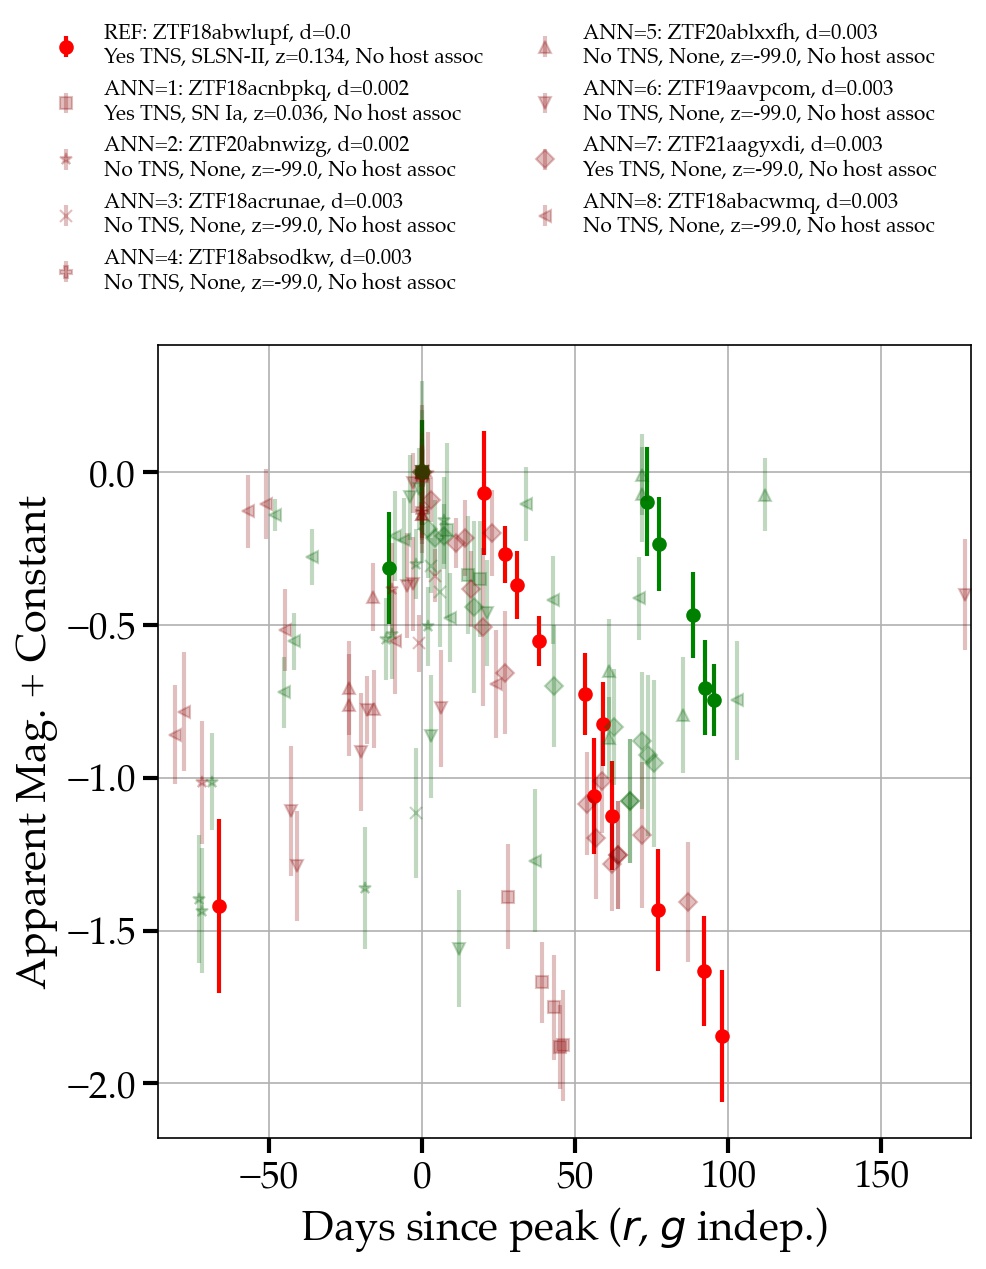 REF: ZTF18abwlupf, d=0.0
Yes TNS, SLSN-II, z=0.134, No host assoc
ANN=1: ZTF18acnbpkq, d=0.002
Yes TNS, SN Ia, z=0.036, No host assoc
ANN=2: ZTF20abnwizg, d=0.002
No TNS, None, z=-99.0, No host assoc
ANN=3: ZTF18acrunae, d=0.003
No TNS, None, z=-99.0, No host assoc
ANN=4: ZTF18absodkw, d=0.003
No TNS, None, z=-99.0, No host assoc
ANN=5: ZTF20ablxxfh, d=0.003
No TNS, None, z=-99.0, No host assoc
ANN=6: ZTF19aavpcom, d=0.003
No TNS, None, z=-99.0, No host assoc
ANN=7: ZTF21aagyxdi, d=0.003
Yes TNS, None, z=-99.0, No host assoc
ANN=8: ZTF18abacwmq, d=0.003
No TNS, None, z=-99.0, No host assoc
Apparent Mag. + Constant
0.0
−0.5
−1.0
−1.5
−2.0
−50
0
50
100
150
Days since peak (r, g indep.)